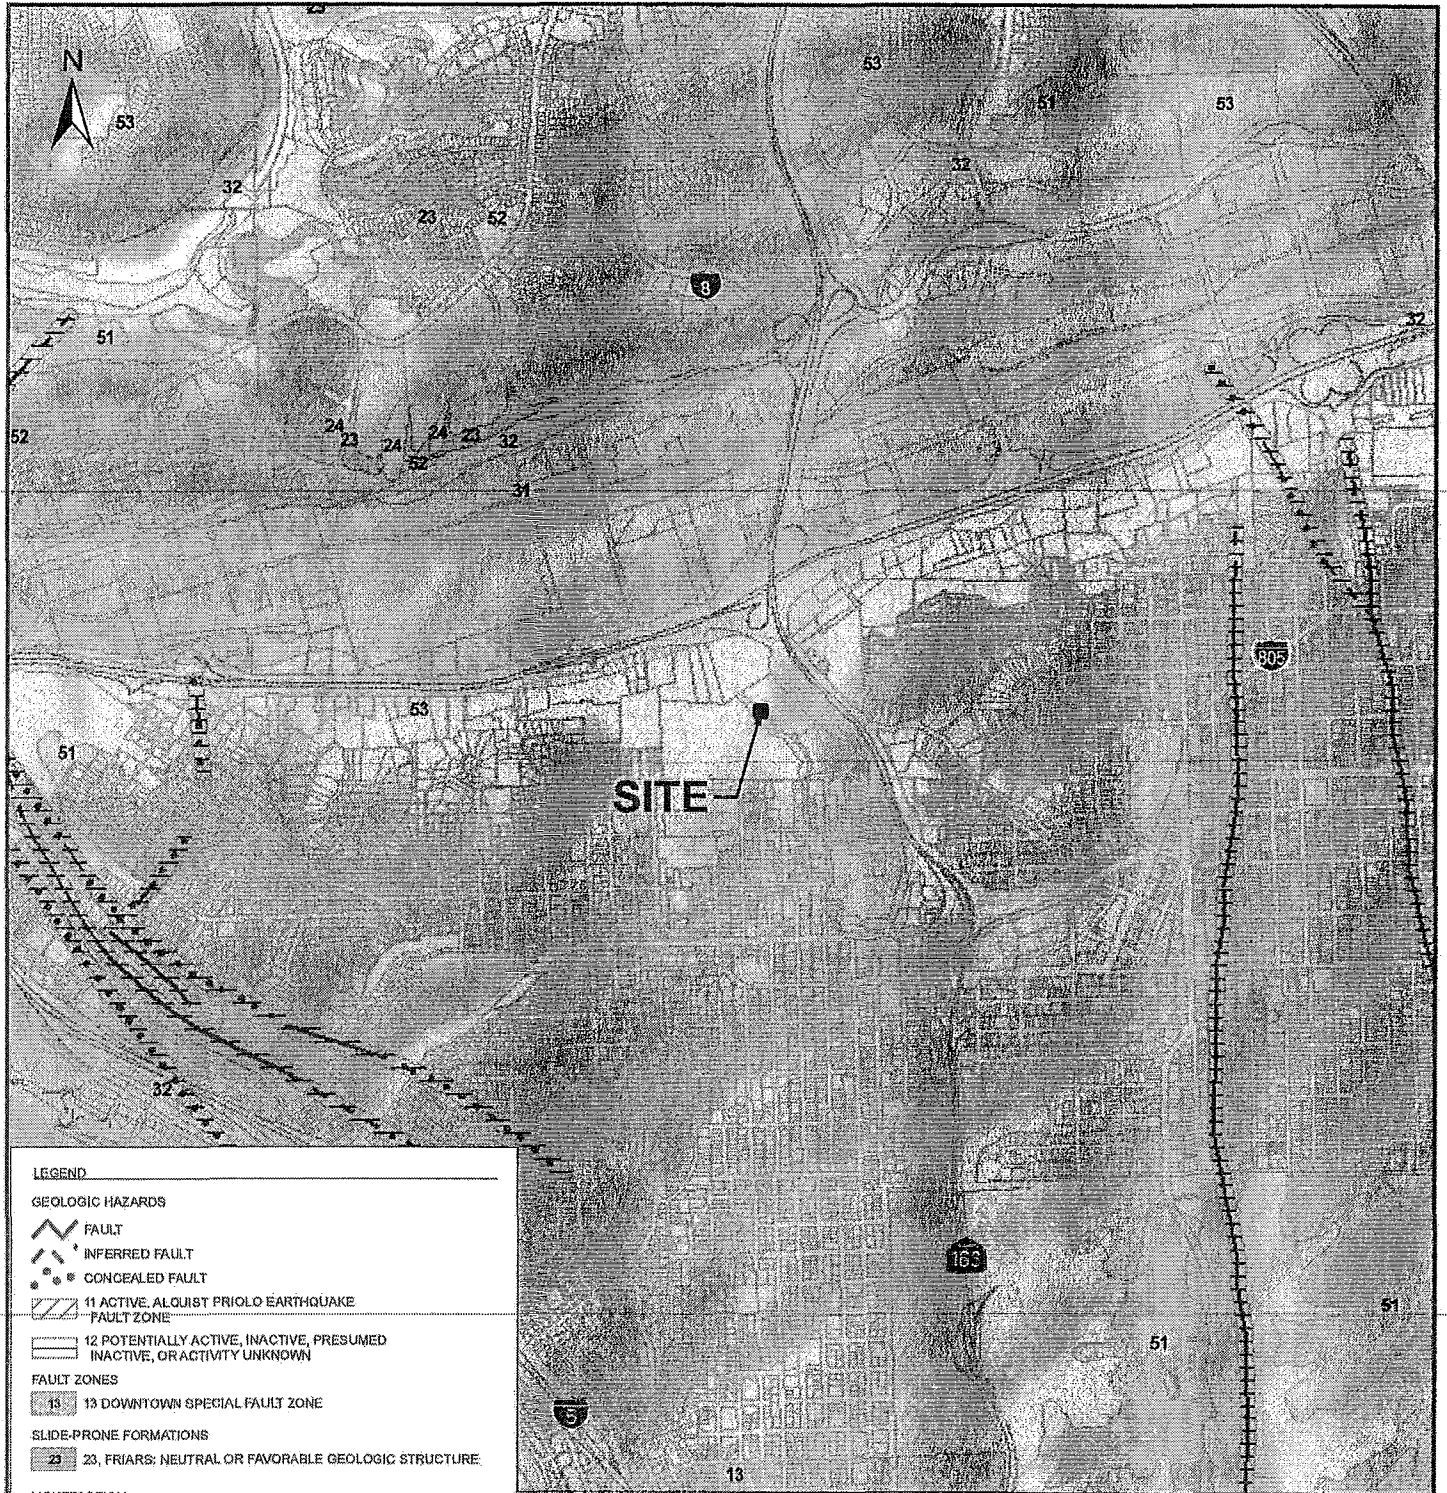 23
N
53
53
51
53
32
32
23
52
8
51
32
24
23
24
24
23
32
52
52
31
805
53
51
SITE
32
LEGEND
GEOLOGIC HAZARDS
FAULT
INFERRED FAULT
CONCEALED FAULT
11 ACTIVE, ALQUIST PRIOLO EARTHQUAKE
FAULT ZONE
12 POTENTIALLY ACTIVE, INACTIVE, PRESUMED
INACTIVE, OR ACTIVITY UNKNOWN
FAULT ZONES
13 13 DOWNTOWN SPECIAL FAULT ZONE
SLIDE-PRONE FORMATIONS
23 23, FRIARS: NEUTRAL OR FAVORABLE GEOLOGIC STRUCTURE
163
51
51
5
13